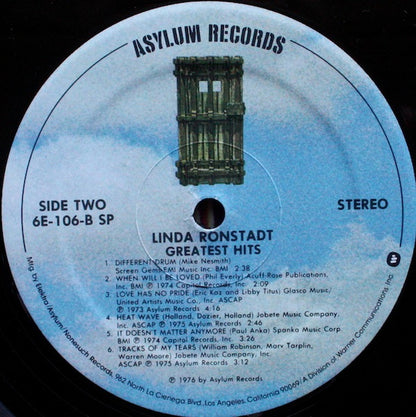 ASYLUM RECORDS
SIDE TWO
6E-106-B SP
STEREO
LINDA RONSTADT
GREATEST HITS
1. DIFFERENT DRUM (Mike Nesmith)
Screen Gems-EMI Music Inc. BMI 2:38
2. WHEN WILL I BE LOVED (Phil Everly) Acuff-Rose Publications,
Inc. BMI ℗ 1974 Capitol Records, Inc. 2:09
3. LOVE HAS NO PRIDE (Eric Kaz and Libby Titus) Glasco Music/
United Artists Music Co., Inc. ASCAP
℗ 1973 Asylum Records 4:16
4. HEAT WAVE (Holland, Dozier, Holland) Jobete Music Company,
Inc. ASCAP ℗ 1975 Asylum Records 2:46
5. IT DOESN'T MATTER ANYMORE (Paul Anka) Spanka Music Corp.
BMI ℗ 1974 Capitol Records, Inc. 3:26
6. TRACKS OF MY TEARS (William Robinson, Marv Tarplin,
Warren Moore) Jobete Music Company, Inc.
ASCAP ℗ 1975 Asylum Records 3:12
℗ 1976 by Asylum Records
Mfg. by Elektra/Asylum/Nonesuch Records, 962 North La Cienega Blvd., Los Angeles, California 90069/A Division of Warner Communications Inc.